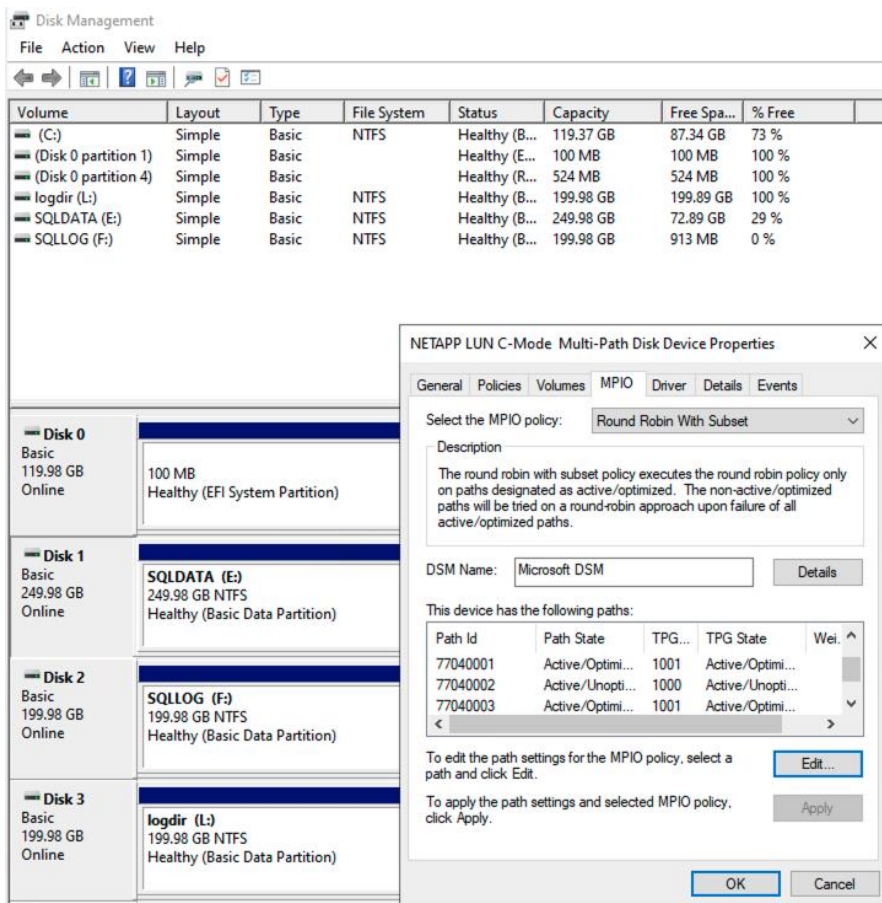 Disk Management
File Action View Help
Volume Layout Type File System Status Capacity Free Spa... % Free
(C:) Simple Basic NTFS Healthy (B... 119.37 GB 87.34 GB 73 %
(Disk 0 partition 1) Simple Basic Healthy (E... 100 MB 100 MB 100 %
(Disk 0 partition 4) Simple Basic Healthy (R... 524 MB 524 MB 100 %
logdir (L:) Simple Basic NTFS Healthy (B... 199.98 GB 199.89 GB 100 %
SQLDATA (E:) Simple Basic NTFS Healthy (B... 249.98 GB 72.89 GB 29 %
SQLLOG (F:) Simple Basic NTFS Healthy (B... 199.98 GB 913 MB 0 %
Disk 0
Basic
119.98 GB
Online
100 MB
Healthy (EFI System Partition)
Disk 1
Basic
249.98 GB
Online
SQLDATA (E:)
249.98 GB NTFS
Healthy (Basic Data Partition)
Disk 2
Basic
199.98 GB
Online
SQLLOG (F:)
199.98 GB NTFS
Healthy (Basic Data Partition)
Disk 3
Basic
199.98 GB
Online
logdir (L:)
199.98 GB NTFS
Healthy (Basic Data Partition)
NETAPP LUN C-Mode Multi-Path Disk Device Properties
General Policies Volumes MPIO Driver Details Events
Select the MPIO policy: Round Robin With Subset
Description
The round robin with subset policy executes the round robin policy only
on paths designated as active/optimized. The non-active/optimized
paths will be tried on a round-robin approach upon failure of all
active/optimized paths.
DSM Name: Microsoft DSM Details
This device has the following paths:
Path Id Path State TPG... TPG State Wei.
77040001 Active/Optimi... 1001 Active/Optimi...
77040002 Active/Unopti... 1000 Active/Unopti...
77040003 Active/Optimi... 1001 Active/Optimi...
To edit the path settings for the MPIO policy, select a
path and click Edit.
Edit...
To apply the path settings and selected MPIO policy,
click Apply.
Apply
OK Cancel